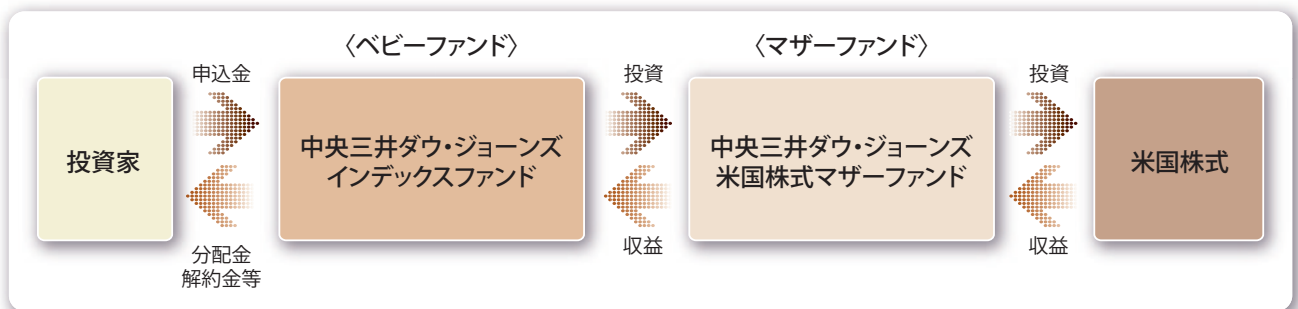 〈ベビーファンド〉
〈マザーファンド〉
申込金
投資
投資
投資家
中央三井ダウ・ジョーンズ
インデックスファンド
中央三井ダウ・ジョーンズ
米国株式マザーファンド
米国株式
分配金
解約金等
収益
収益